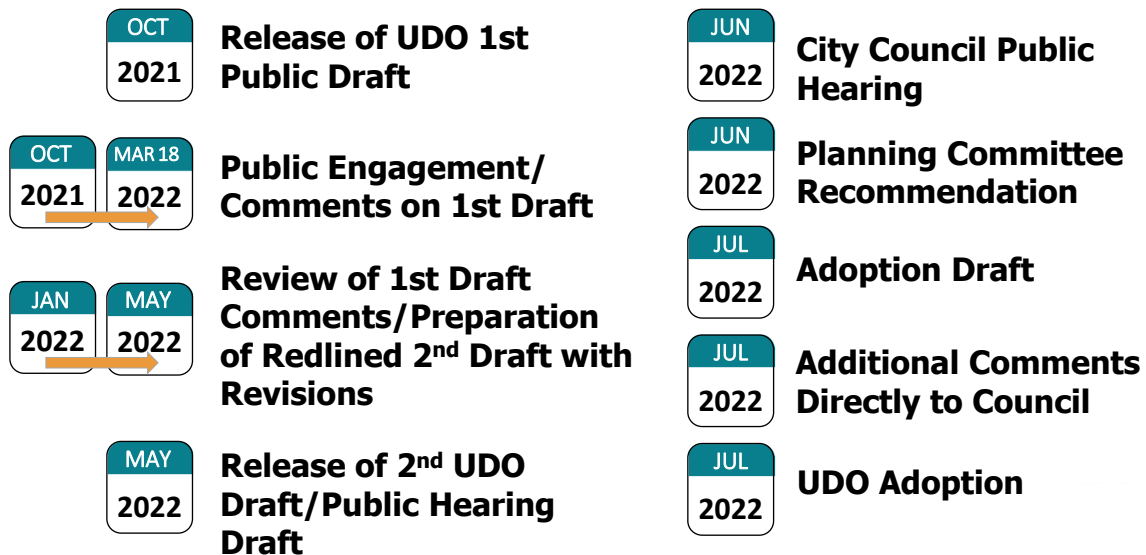 OCT
2021
Release of UDO 1st
Public Draft
OCT
2021
MAR 18
2022
Public Engagement/
Comments on 1st Draft
JAN
2022
MAY
2022
Review of 1st Draft
Comments/Preparation
of Redlined 2nd Draft with
Revisions
MAY
2022
Release of 2nd UDO
Draft/Public Hearing
Draft
JUN
2022
City Council Public
Hearing
JUN
2022
Planning Committee
Recommendation
JUL
2022
Adoption Draft
JUL
2022
Additional Comments
Directly to Council
JUL
2022
UDO Adoption